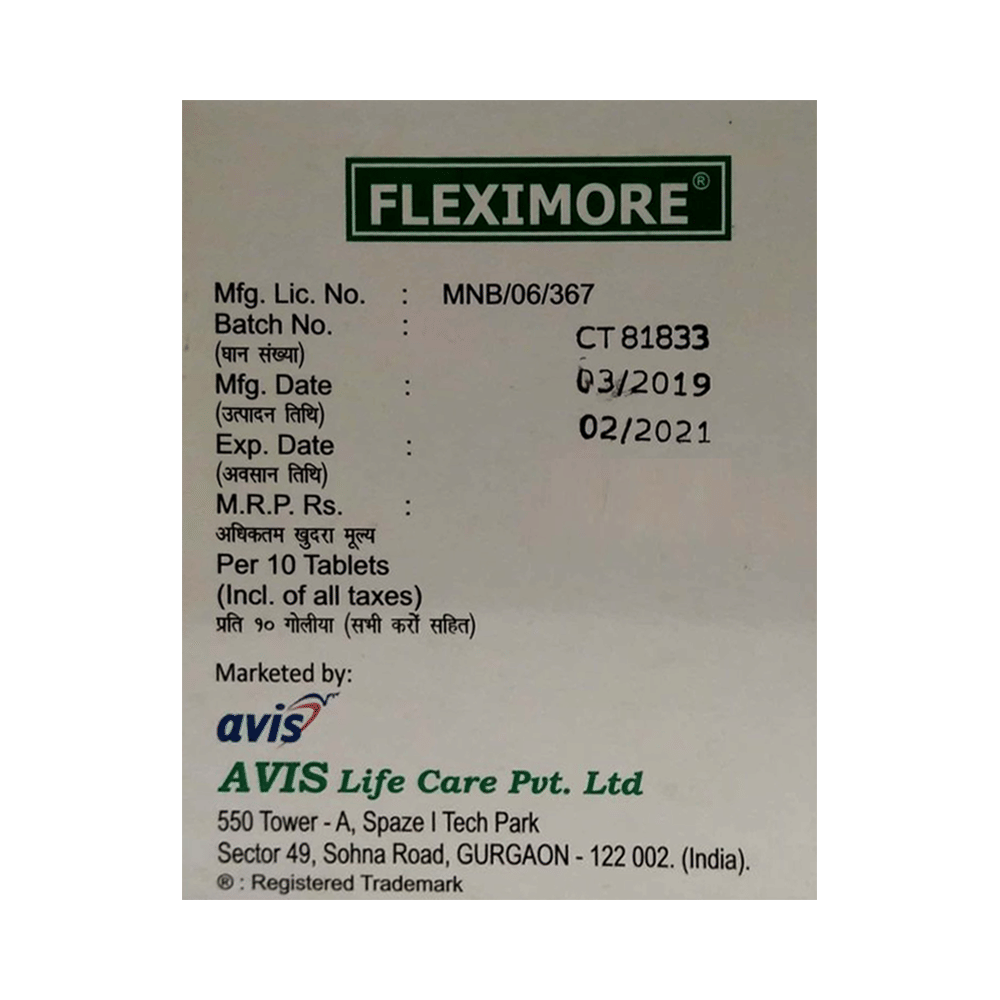 FLEXIMORE®
Mfg. Lic. No. : MNB/06/367
Batch No. : CT 81833
(घान संख्या)
Mfg. Date : 03/2019
(उत्पादन तिथि)
Exp. Date : 02/2021
(अवसान तिथि)
M.R.P. Rs. :
अधिकतम खुदरा मूल्य
Per 10 Tablets
(Incl. of all taxes)
प्रति १० गोलीया (सभी करों सहित)
Marketed by:
avis
AVIS Life Care Pvt. Ltd
550 Tower - A, Spaze I Tech Park
Sector 49, Sohna Road, GURGAON - 122 002. (India).
® : Registered Trademark